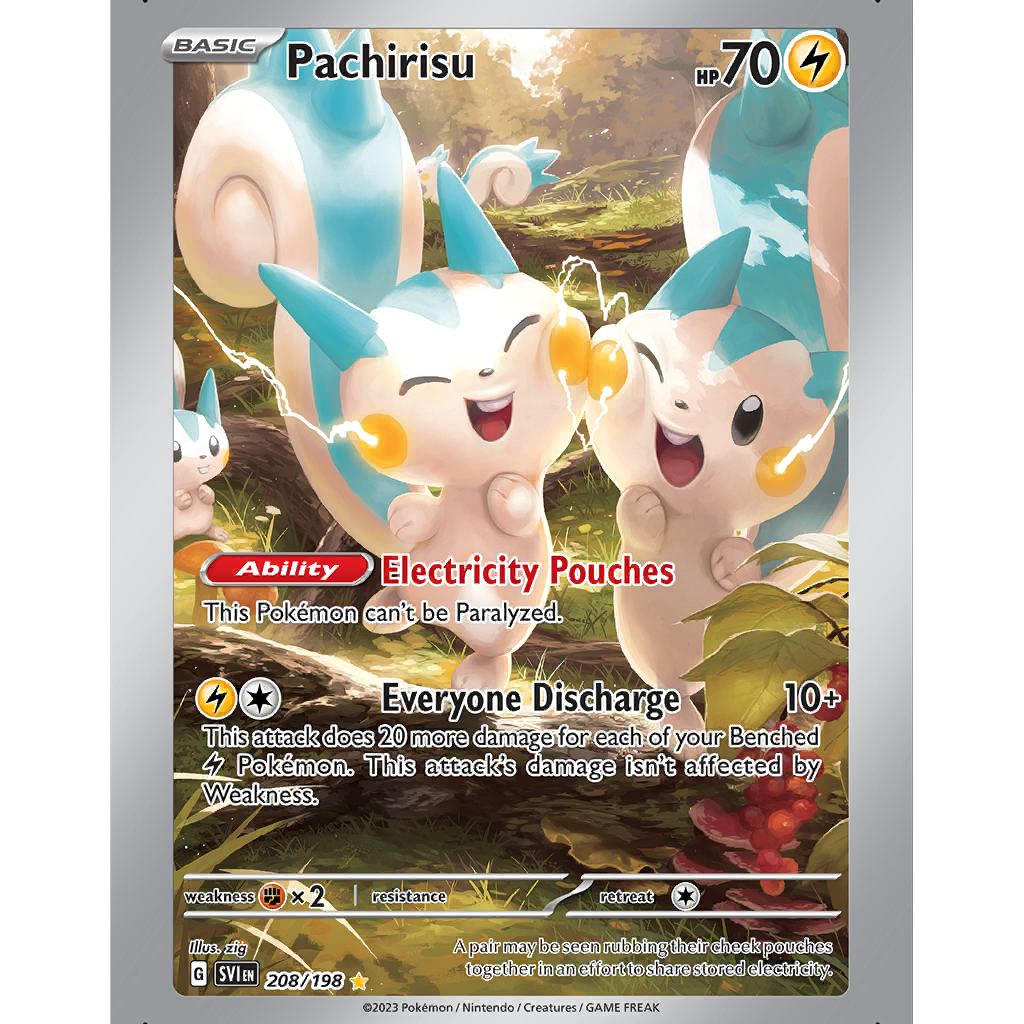 BASIC Pachirisu HP 70
Ability Electricity Pouches
This Pokémon can't be Paralyzed.
Everyone Discharge 10+
This attack does 20 more damage for each of your Benched
Pokémon. This attack's damage isn't affected by
Weakness.
weakness ×2 resistance retreat
Illus. zig
A pair may be seen rubbing their cheek pouches
together in an effort to share stored electricity.
G SVI EN 208/198
©2023 Pokémon / Nintendo / Creatures / GAME FREAK